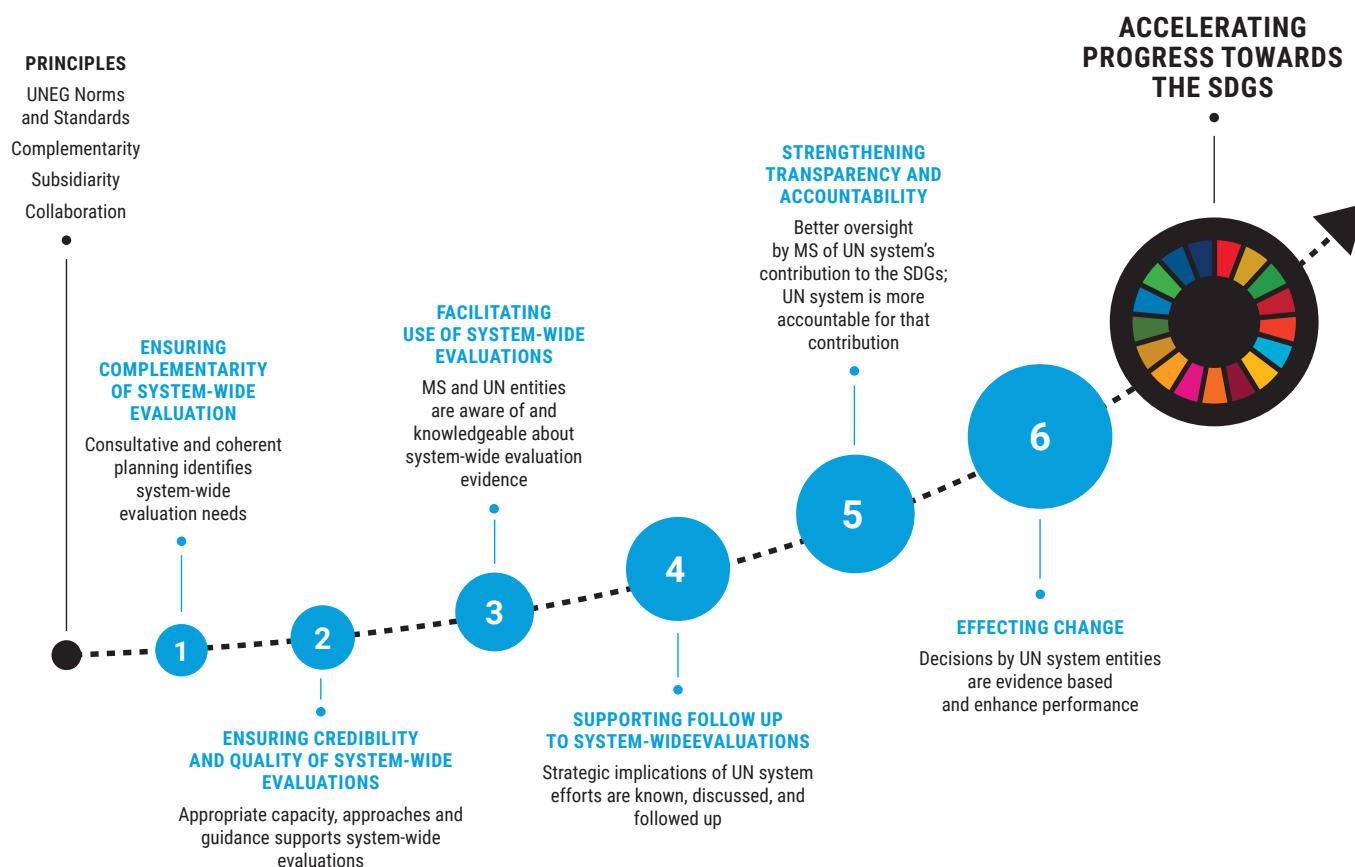 PRINCIPLES
UNEG Norms
and Standards
Complementarity
Subsidiarity
Collaboration
1
ENSURING
COMPLEMENTARITY
OF SYSTEM-WIDE
EVALUATION
Consultative and coherent
planning identifies
system-wide
evaluation needs
2
ENSURING CREDIBILITY
AND QUALITY OF SYSTEM-WIDE
EVALUATIONS
Appropriate capacity, approaches and
guidance supports system-wide
evaluations
3
FACILITATING
USE OF SYSTEM-WIDE
EVALUATIONS
MS and UN entities
are aware of and
knowledgeable about
system-wide evaluation
evidence
4
SUPPORTING FOLLOW UP
TO SYSTEM-WIDEEVALUATIONS
Strategic implications of UN system
efforts are known, discussed, and
followed up
5
STRENGTHENING
TRANSPARENCY AND
ACCOUNTABILITY
Better oversight
by MS of UN system’s
contribution to the SDGs;
UN system is more
accountable for that
contribution
6
EFFECTING CHANGE
Decisions by UN system entities
are evidence based
and enhance performance
ACCELERATING
PROGRESS TOWARDS
THE SDGS